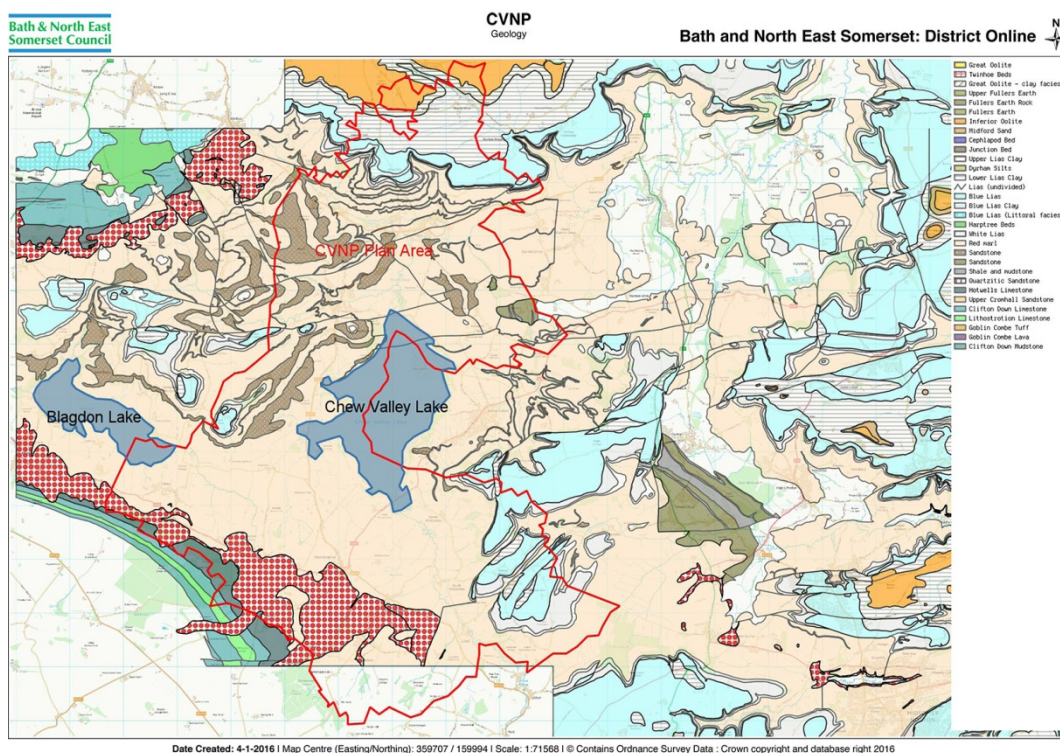 Bath & North East
Somerset Council
CVNP
Geology
Bath and North East Somerset: District Online
N
CVNP Plan Area
Blagdon Lake
Chew Valley Lake
Great Oolite
Twinhoe Beds
Great Oolite - clay facies
Upper Fullers Earth
Fullers Earth Rock
Fullers Earth
Inferior Oolite
Midford Sand
Cephlapod Bed
Junction Bed
Upper Lias Clay
Dyrham Silts
Lower Lias Clay
Lias (undivided)
Blue Lias
Blue Lias Clay
Blue Lias (Littoral facies)
Harptree Beds
White Lias
Red marl
Sandstone
Sandstone
Shale and mudstone
Quartzitic Sandstone
Hotwells Limestone
Upper Cromhall Sandstone
Clifton Down Limestone
Lithostrotion Limestone
Goblin Combe Tuff
Goblin Combe Lava
Clifton Down Mudstone
Date Created: 4-1-2016 | Map Centre (Easting/Northing): 359707 / 159994 | Scale: 1:71568 | © Contains Ordnance Survey Data : Crown copyright and database right 2016